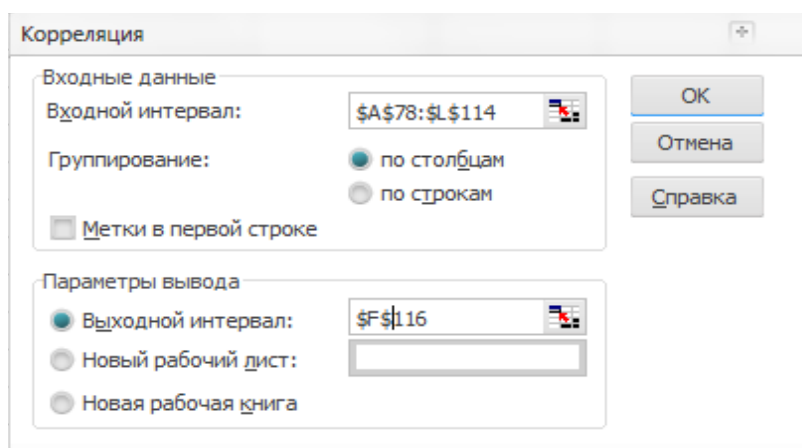 Корреляция
Входные данные
Входной интервал: $A$78:$L$114
Группирование: по столбцам
по строкам
Метки в первой строке
OK
Отмена
Справка
Параметры вывода
Выходной интервал: $F$116
Новый рабочий лист:
Новая рабочая книга